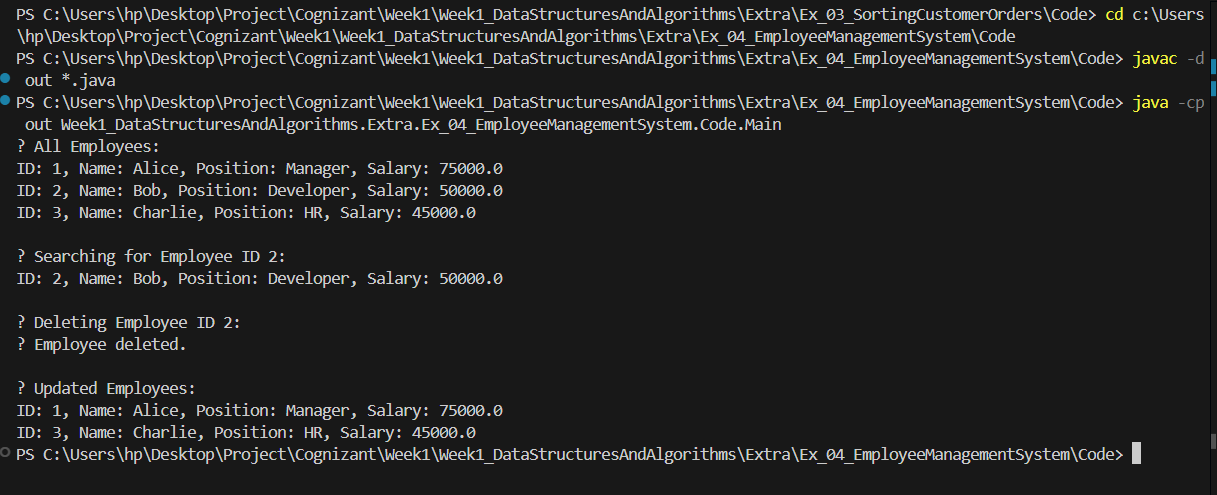 PS C:\Users\hp\Desktop\Project\Cognizant\Week1\Week1_DataStructuresAndAlgorithms\Extra\Ex_03_SortingCustomerOrders\Code> cd c:\Users
\hp\Desktop\Project\Cognizant\Week1\Week1_DataStructuresAndAlgorithms\Extra\Ex_04_EmployeeManagementSystem\Code
PS C:\Users\hp\Desktop\Project\Cognizant\Week1\Week1_DataStructuresAndAlgorithms\Extra\Ex_04_EmployeeManagementSystem\Code> javac -d
out *.java
PS C:\Users\hp\Desktop\Project\Cognizant\Week1\Week1_DataStructuresAndAlgorithms\Extra\Ex_04_EmployeeManagementSystem\Code> java -cp
out Week1_DataStructuresAndAlgorithms.Extra.Ex_04_EmployeeManagementSystem.Code.Main
? All Employees:
ID: 1, Name: Alice, Position: Manager, Salary: 75000.0
ID: 2, Name: Bob, Position: Developer, Salary: 50000.0
ID: 3, Name: Charlie, Position: HR, Salary: 45000.0
? Searching for Employee ID 2:
ID: 2, Name: Bob, Position: Developer, Salary: 50000.0
? Deleting Employee ID 2:
? Employee deleted.
? Updated Employees:
ID: 1, Name: Alice, Position: Manager, Salary: 75000.0
ID: 3, Name: Charlie, Position: HR, Salary: 45000.0
PS C:\Users\hp\Desktop\Project\Cognizant\Week1\Week1_DataStructuresAndAlgorithms\Extra\Ex_04_EmployeeManagementSystem\Code>